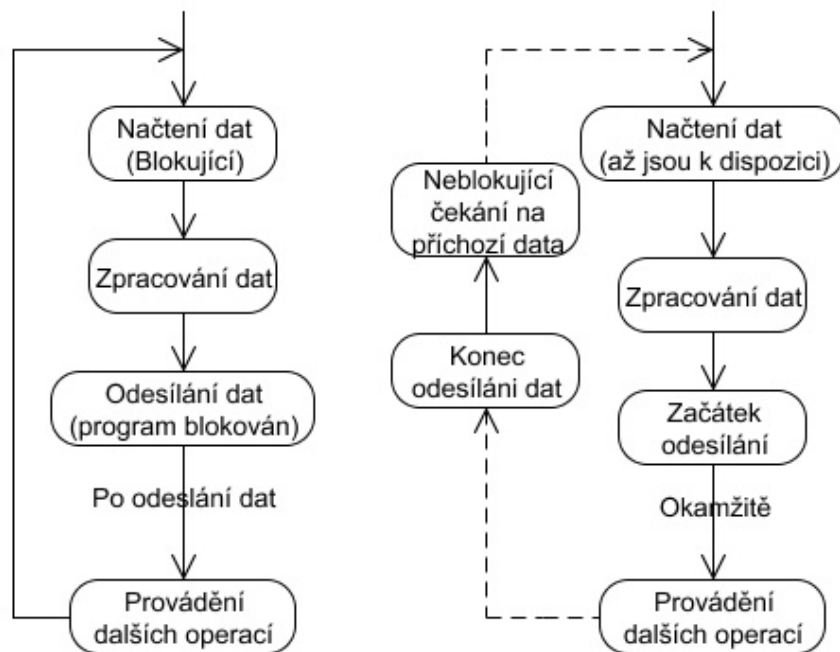 Načtení dat
(Blokující)
Zpracování dat
Odesílání dat
(program blokován)
Po odeslání dat
Provádění
dalších operací
Načtení dat
(až jsou k dispozici)
Zpracování dat
Začátek
odesílání
Okamžitě
Provádění
dalších operací
Konec
odesíláni dat
Neblokující
čekání na
příchozí data